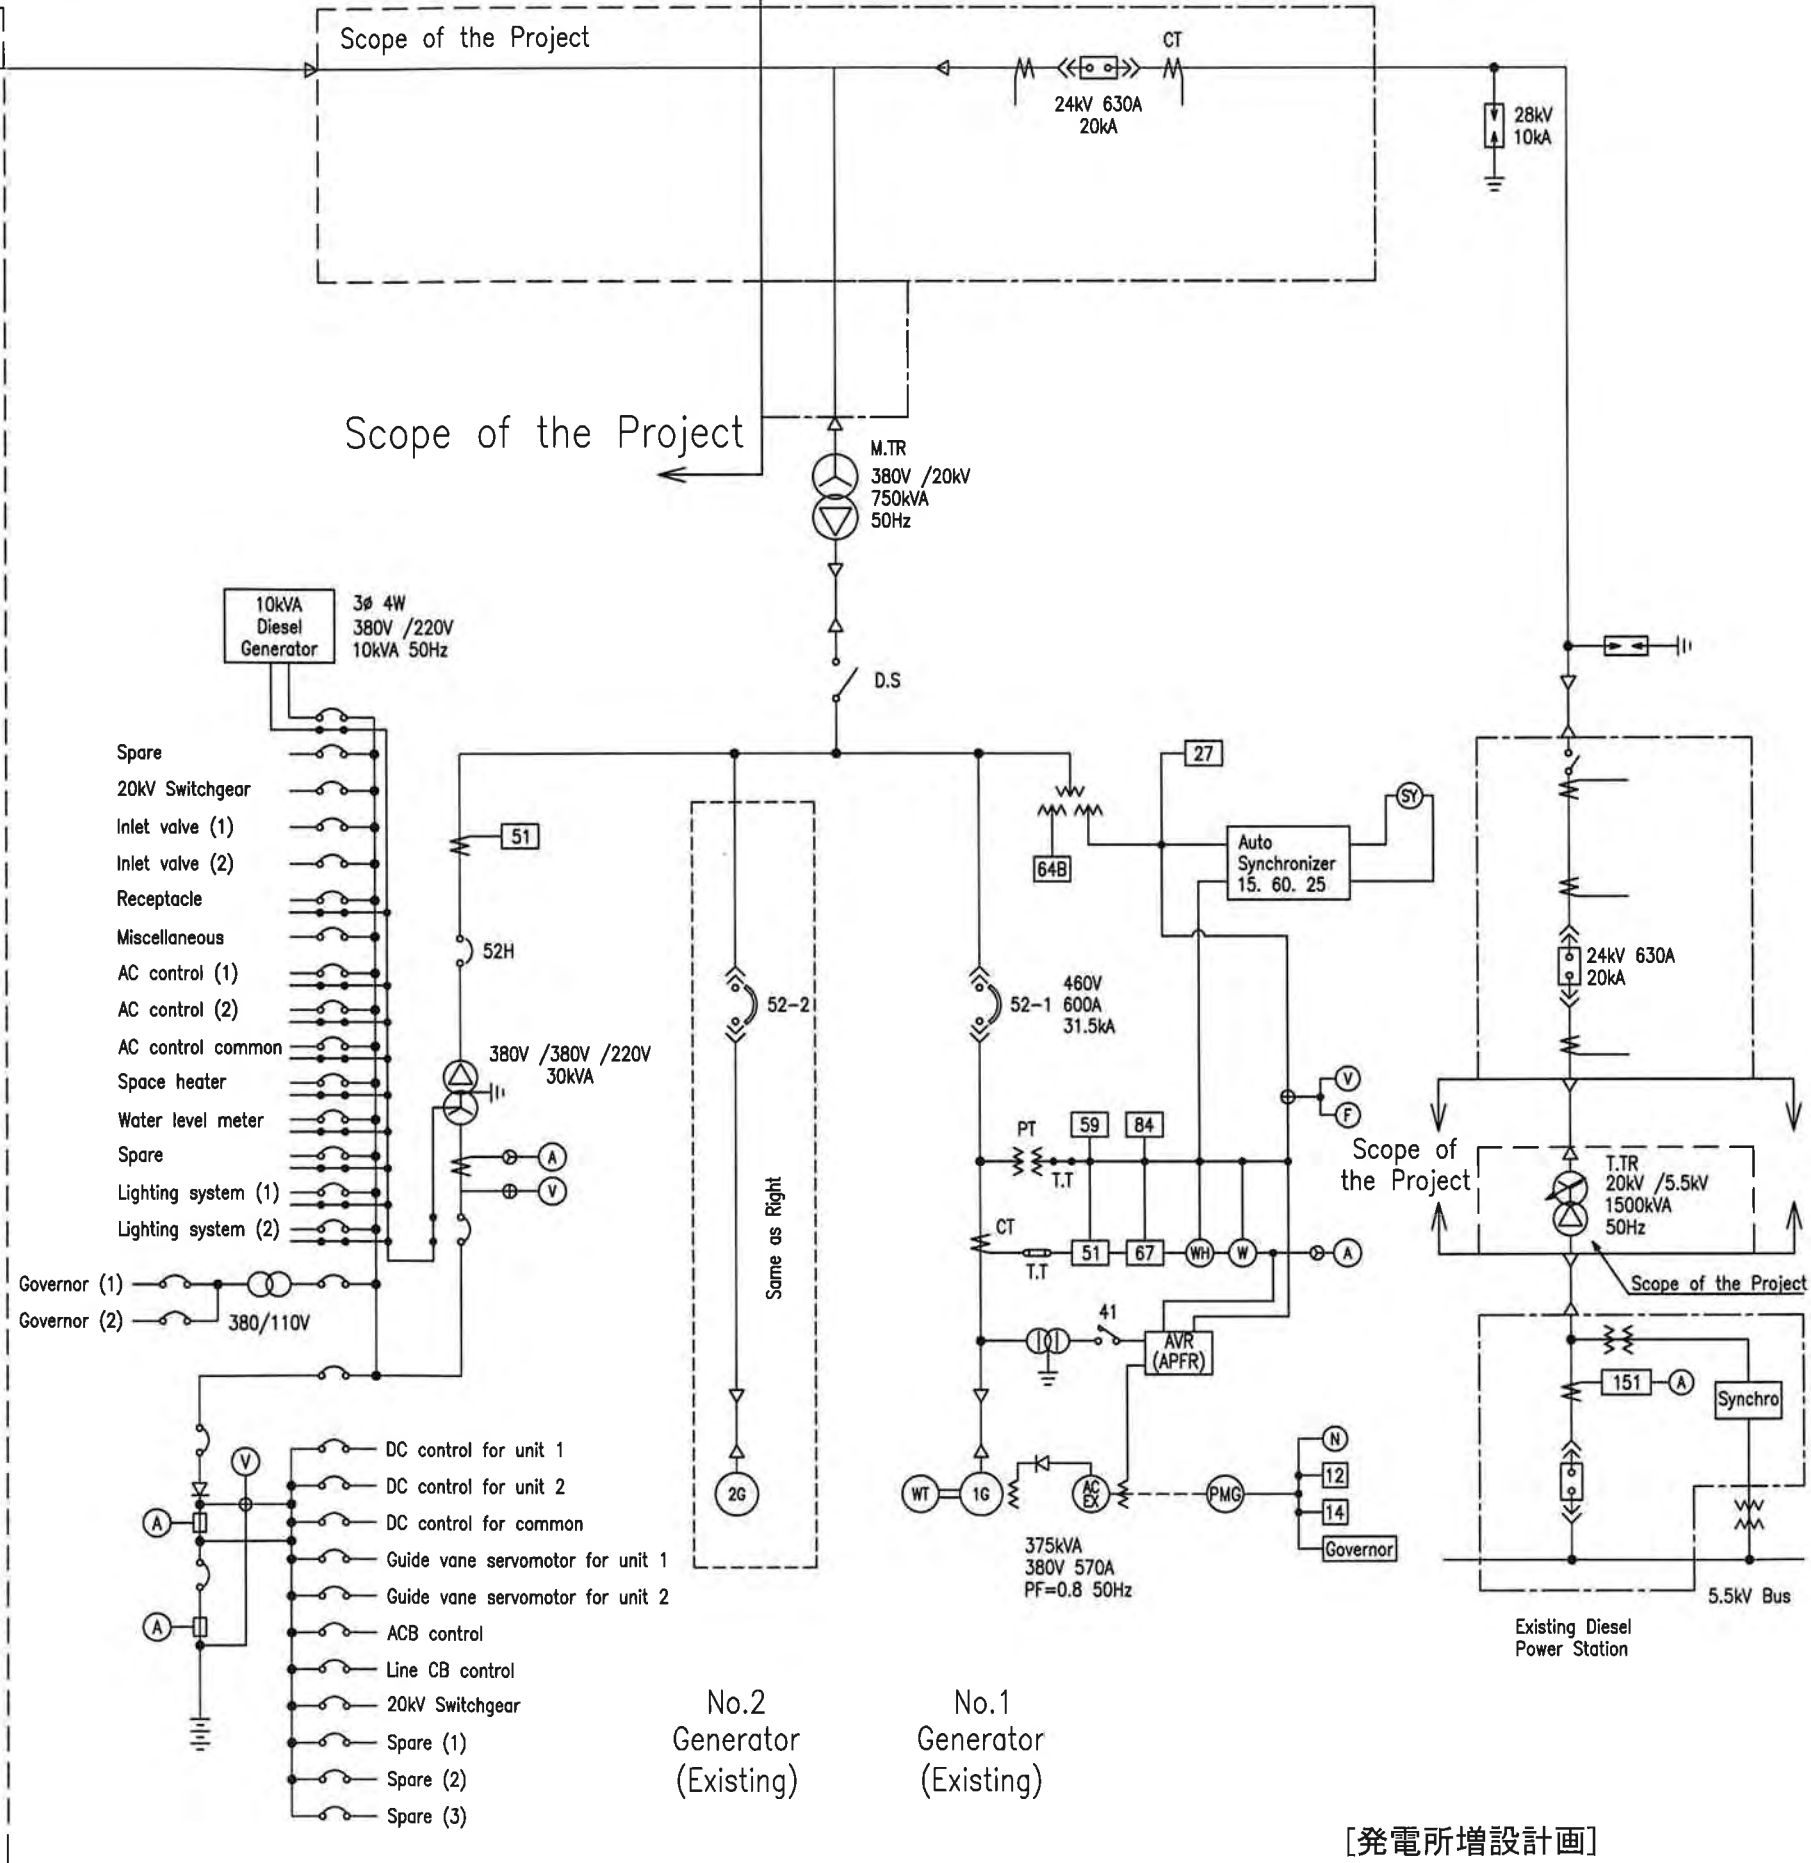 Scope of the Project
CT
24kV 630A
20kA
28kV
10kA
Scope of the Project
M.TR
380V /20kV
750kVA
50Hz
10kVA
Diesel
Generator
3ø 4W
380V /220V
10kVA 50Hz
D.S
Spare
20kV Switchgear
Inlet valve (1)
Inlet valve (2)
Receptacle
Miscellaneous
AC control (1)
AC control (2)
AC control common
Space heater
Water level meter
Spare
Lighting system (1)
Lighting system (2)
Governor (1)
Governor (2)
380/110V
51
52H
380V /380V /220V
30kVA
A
V
52-2
Same as Right
2G
27
64B
Auto
Synchronizer
15. 60. 25
SY
52-1
460V
600A
31.5kA
V
F
PT
59
84
T.T
CT
T.T
51
67
WH
W
A
41
AVR
(APFR)
WT
1G
AC
EX
PMG
N
12
14
Governor
375kVA
380V 570A
PF=0.8 50Hz
24kV 630A
20kA
Scope of
the Project
T.TR
20kV /5.5kV
1500kVA
50Hz
Scope of the Project
151
A
Synchro
5.5kV Bus
Existing Diesel
Power Station
V
A
A
DC control for unit 1
DC control for unit 2
DC control for common
Guide vane servomotor for unit 1
Guide vane servomotor for unit 2
ACB control
Line CB control
20kV Switchgear
Spare (1)
Spare (2)
Spare (3)
No.2
Generator
(Existing)
No.1
Generator
(Existing)
[発電所増設計画]